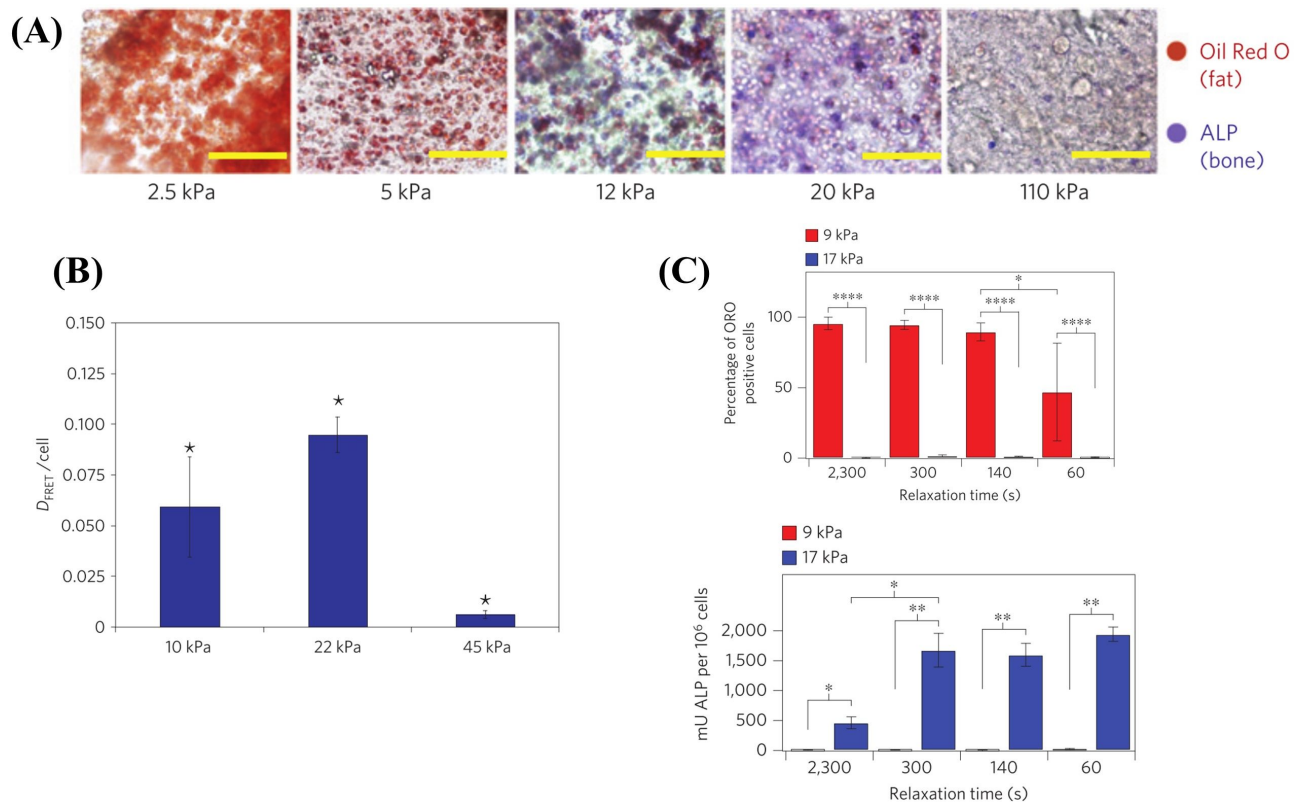 (A)
Oil Red O
(fat)
ALP
(bone)
2.5 kPa
5 kPa
12 kPa
20 kPa
110 kPa
(B)
0.150
0.125
0.100
0.075
0.050
0.025
0
D_FRET /cell
★
★
★
10 kPa
22 kPa
45 kPa
(C)
9 kPa
17 kPa
Percentage of ORO
positive cells
100
50
0
****
****
****
*
****
2,300
300
140
60
Relaxation time (s)
9 kPa
17 kPa
mU ALP per 10⁶ cells
2,000
1,500
1,000
500
0
*
*
**
**
**
2,300
300
140
60
Relaxation time (s)